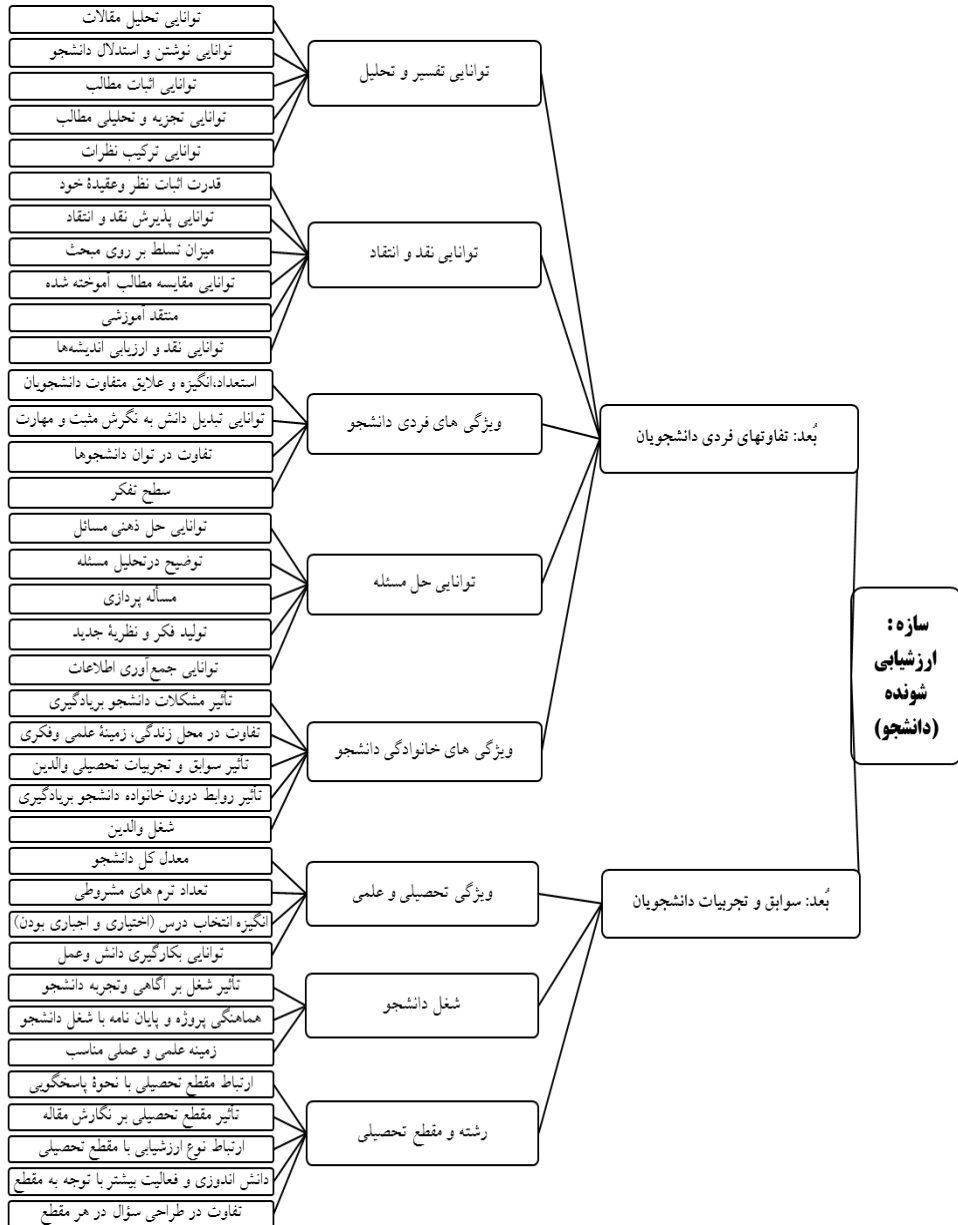 سازه :
ارزشیابی
شونده
(دانشجو)
بُعد: تفاوتهای فردی دانشجویان
توانایی تفسیر و تحلیل
توانایی تحلیل مقالات
توانایی نوشتن و استدلال دانشجو
توانایی اثبات مطالب
توانایی تجزیه و تحلیلی مطالب
توانایی ترکیب نظرات
توانایی نقد و انتقاد
قدرت اثبات نظر وعقیدۀ خود
توانایی پذیرش نقد و انتقاد
میزان تسلط بر روی مبحث
توانایی مقایسه مطالب آموخته شده
منتقد آموزشی
توانایی نقد و ارزیابی اندیشه‌ها
ویژگی های فردی دانشجو
استعداد،انگیزه و علایق متفاوت دانشجویان
توانایی تبدیل دانش به نگرش مثبت و مهارت
تفاوت در توان دانشجوها
سطح تفکر
توانایی حل مسئله
توانایی حل ذهنی مسائل
توضیح درتحلیل مسئله
مسأله پردازی
تولید فکر و نظریۀ جدید
توانایی جمع‌آوری اطلاعات
ویژگی های خانوادگی دانشجو
تأثیر مشکلات دانشجو بریادگیری
تفاوت در محل زندگی، زمینۀ علمی وفکری
تأثیر سوابق و تجربیات تحصیلی والدین
تأثیر روابط درون خانواده دانشجو بریادگیری
شغل والدین
بُعد: سوابق و تجربیات دانشجویان
ویژگی تحصیلی و علمی
معدل کل دانشجو
تعداد ترم های مشروطی
انگیزه انتخاب درس (اختیاری و اجباری بودن)
توانایی بکارگیری دانش وعمل
شغل دانشجو
تأثیر شغل بر آگاهی وتجربه دانشجو
هماهنگی پروژه و پایان نامه با شغل دانشجو
زمینه علمی و عملی مناسب
رشته و مقطع تحصیلی
ارتباط مقطع تحصیلی با نحوۀ پاسخگویی
تأثیر مقطع تحصیلی بر نگارش مقاله
ارتباط نوع ارزشیابی با مقطع تحصیلی
دانش اندوزی و فعالیت بیشتر با توجه به مقطع
تفاوت در طراحی سؤال در هر مقطع